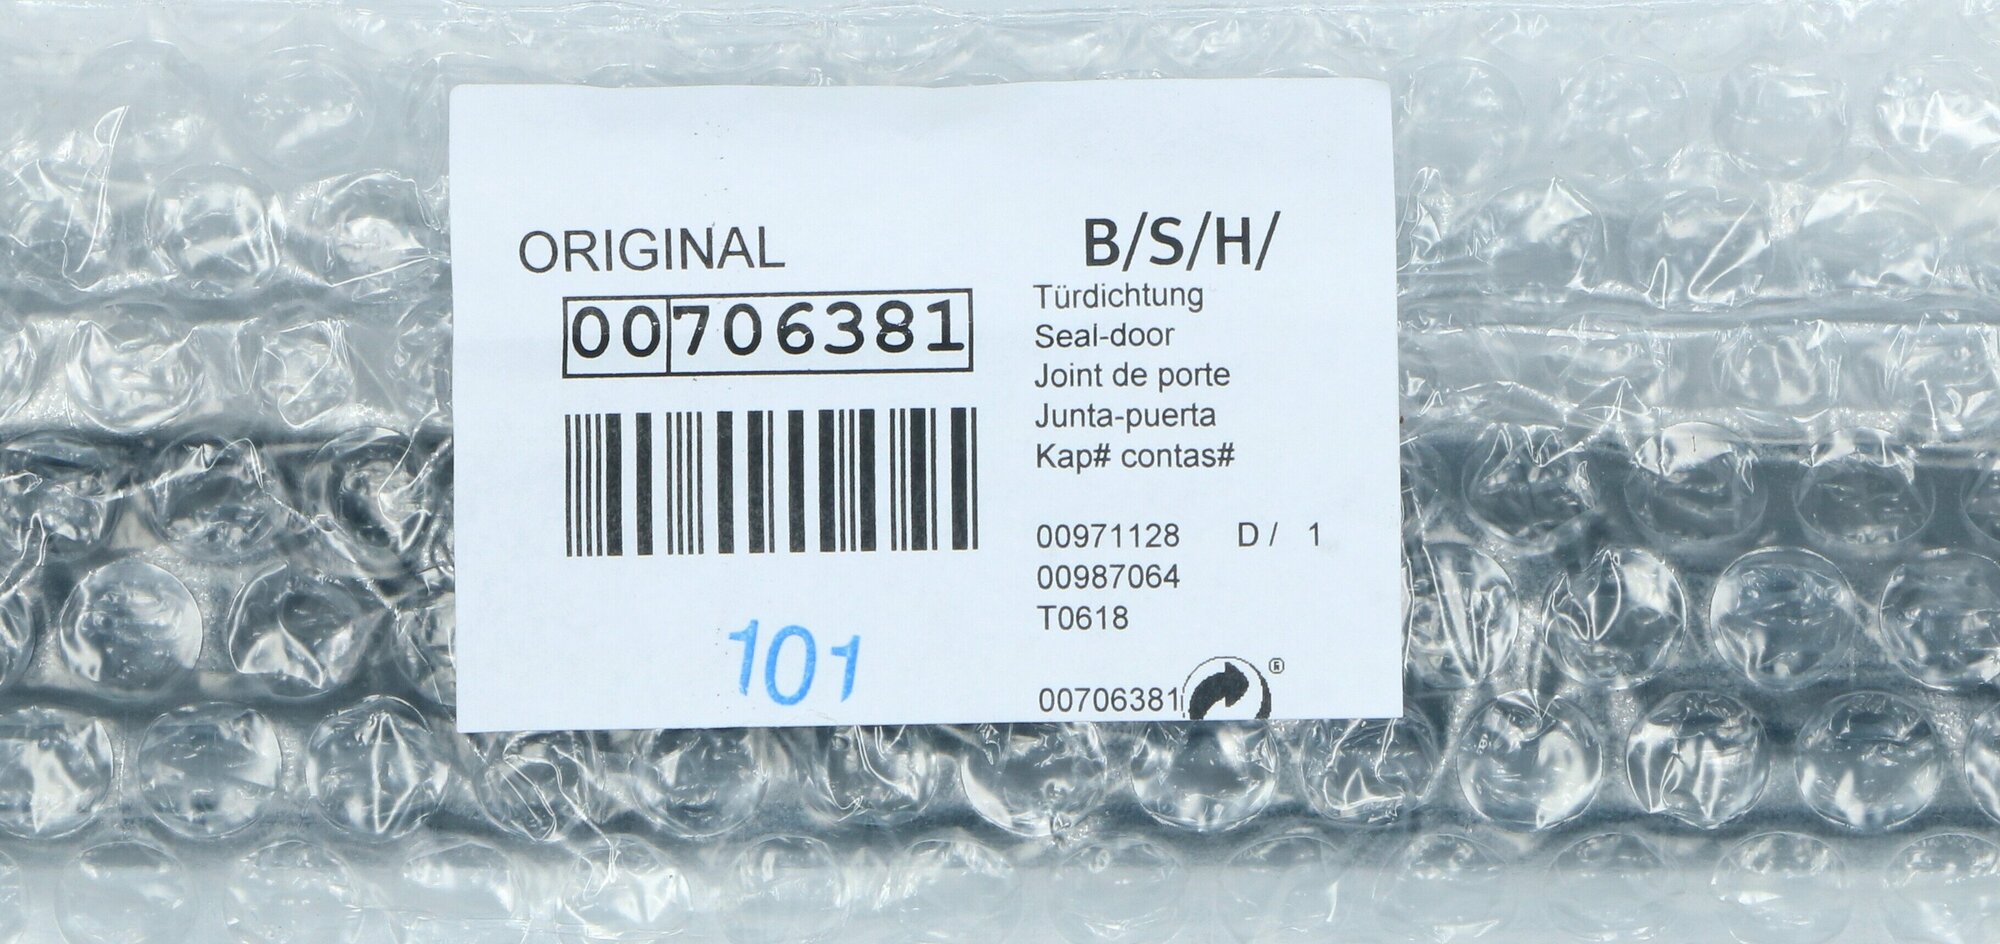 ORIGINAL
00706381
101
B/S/H/
Türdichtung
Seal-door
Joint de porte
Junta-puerta
Kap# contas#
00971128 D / 1
00987064
T0618
00706381
®